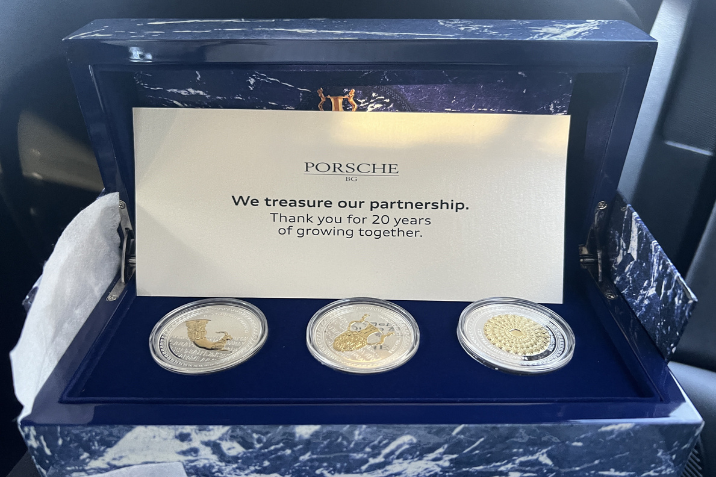 PORSCHE
BG
We treasure our partnership.
Thank you for 20 years
of growing together.